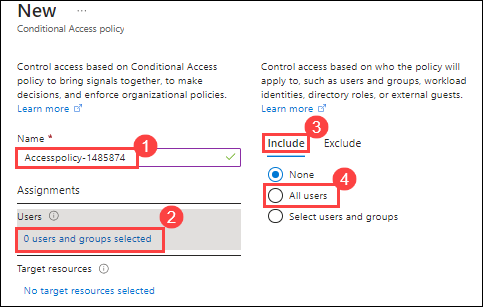 New ...
Conditional Access policy
Control access based on Conditional Access
policy to bring signals together, to make
decisions, and enforce organizational policies.
Learn more
Name *
1
Accesspolicy-1485874
Assignments
Users
2
0 users and groups selected
Target resources
No target resources selected
Control access based on who the policy will
apply to, such as users and groups, workload
identities, directory roles, or external guests.
Learn more
3
Include Exclude
None
4
All users
Select users and groups